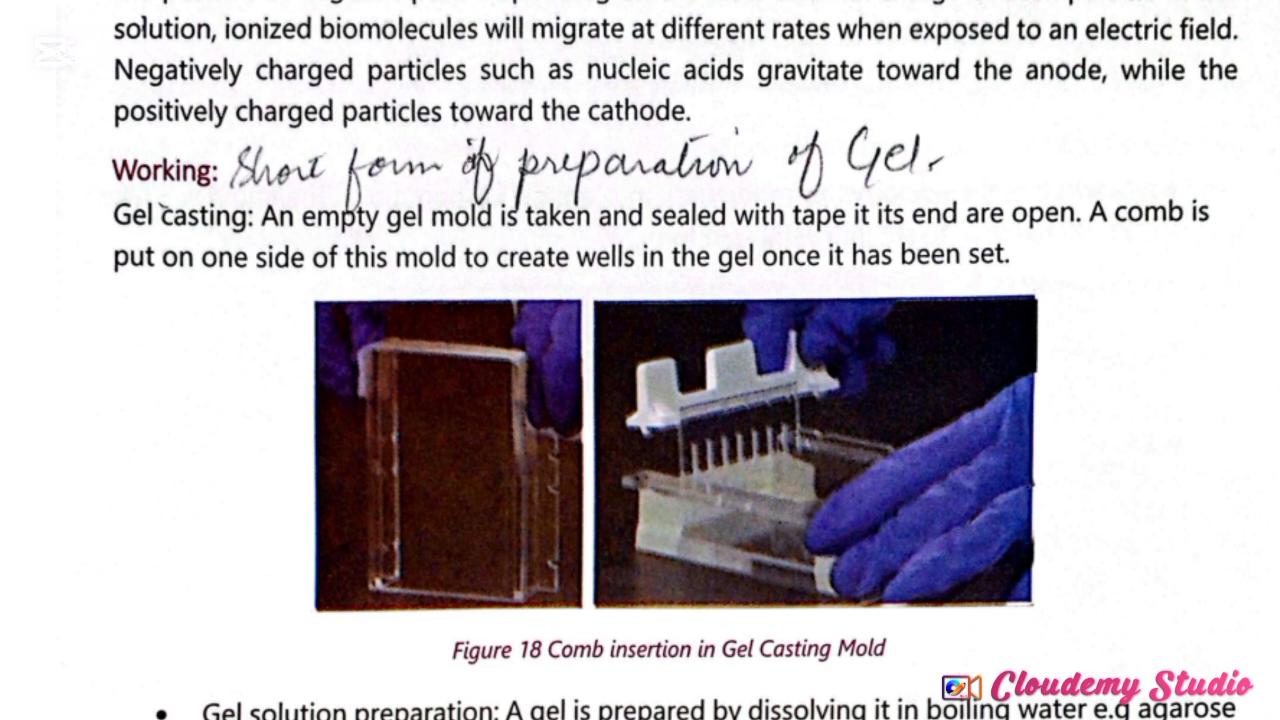 solution, ionized biomolecules will migrate at different rates when exposed to an electric field.
Negatively charged particles such as nucleic acids gravitate toward the anode, while the
positively charged particles toward the cathode.
Working: Short form of preparation of Gel.
Gel casting: An empty gel mold is taken and sealed with tape it its end are open. A comb is
put on one side of this mold to create wells in the gel once it has been set.
Figure 18 Comb insertion in Gel Casting Mold
Cloudemy Studio
• Gel solution preparation: A gel is prepared by dissolving it in boiling water e.g agarose